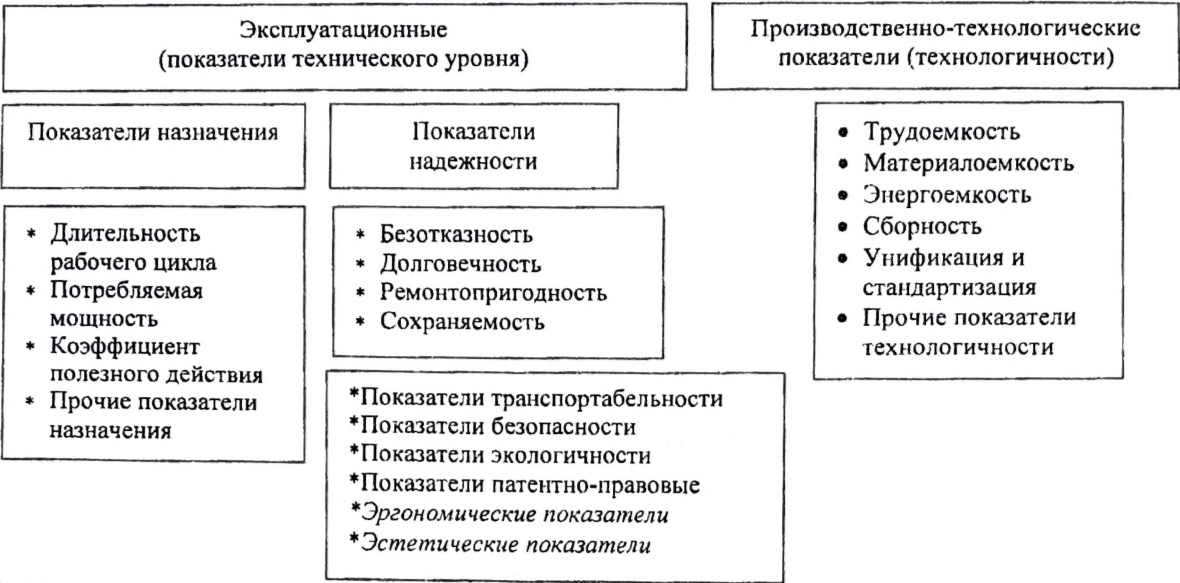 Эксплуатационные
(показатели технического уровня)
Производственно-технологические
показатели (технологичности)
Показатели назначения
Показатели
надежности
* Длительность
рабочего цикла
* Потребляемая
мощность
* Коэффициент
полезного действия
* Прочие показатели
назначения
* Безотказность
* Долговечность
* Ремонтопригодность
* Сохраняемость
*Показатели транспортабельности
*Показатели безопасности
*Показатели экологичности
*Показатели патентно-правовые
*Эргономические показатели
*Эстетические показатели
• Трудоемкость
• Материалоемкость
• Энергоемкость
• Сборность
• Унификация и
стандартизация
• Прочие показатели
технологичности